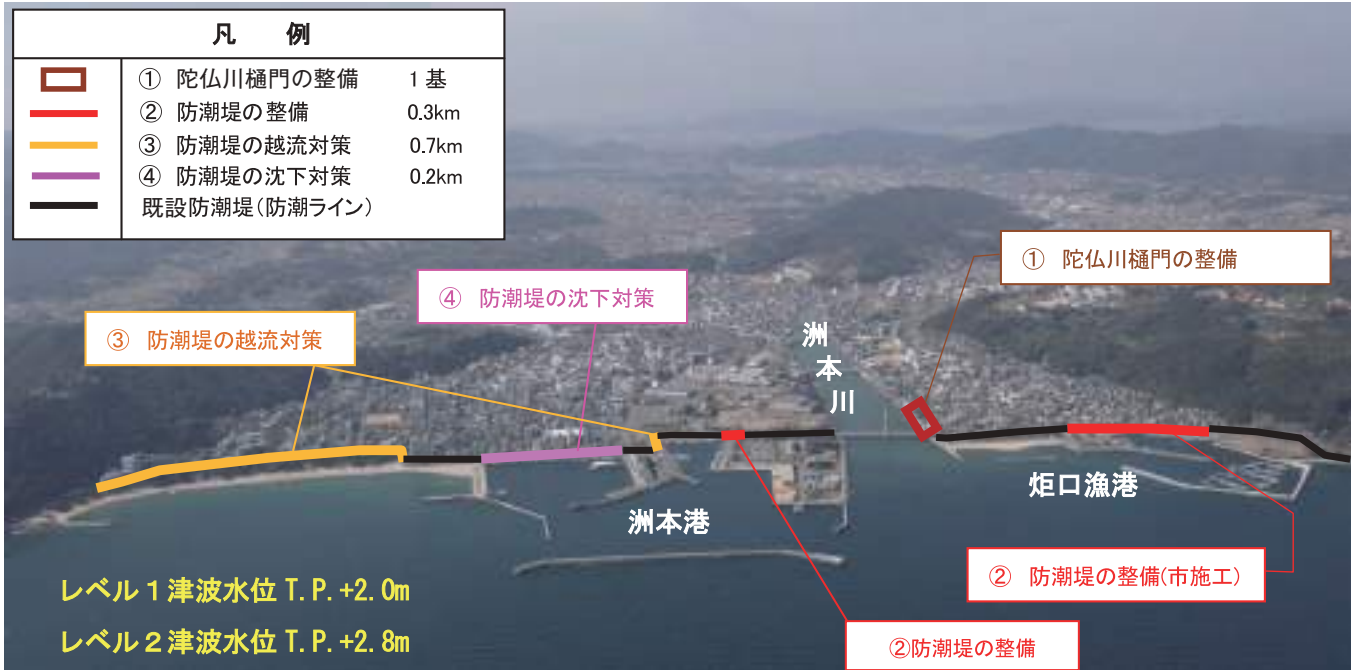 凡 例
① 陀仏川樋門の整備 1基
② 防潮堤の整備 0.3km
③ 防潮堤の越流対策 0.7km
④ 防潮堤の沈下対策 0.2km
既設防潮堤(防潮ライン)
① 陀仏川樋門の整備
④ 防潮堤の沈下対策
③ 防潮堤の越流対策
洲本川
炬口漁港
洲本港
② 防潮堤の整備(市施工)
レベル1津波水位 T.P.+2.0m
レベル2津波水位 T.P.+2.8m
②防潮堤の整備